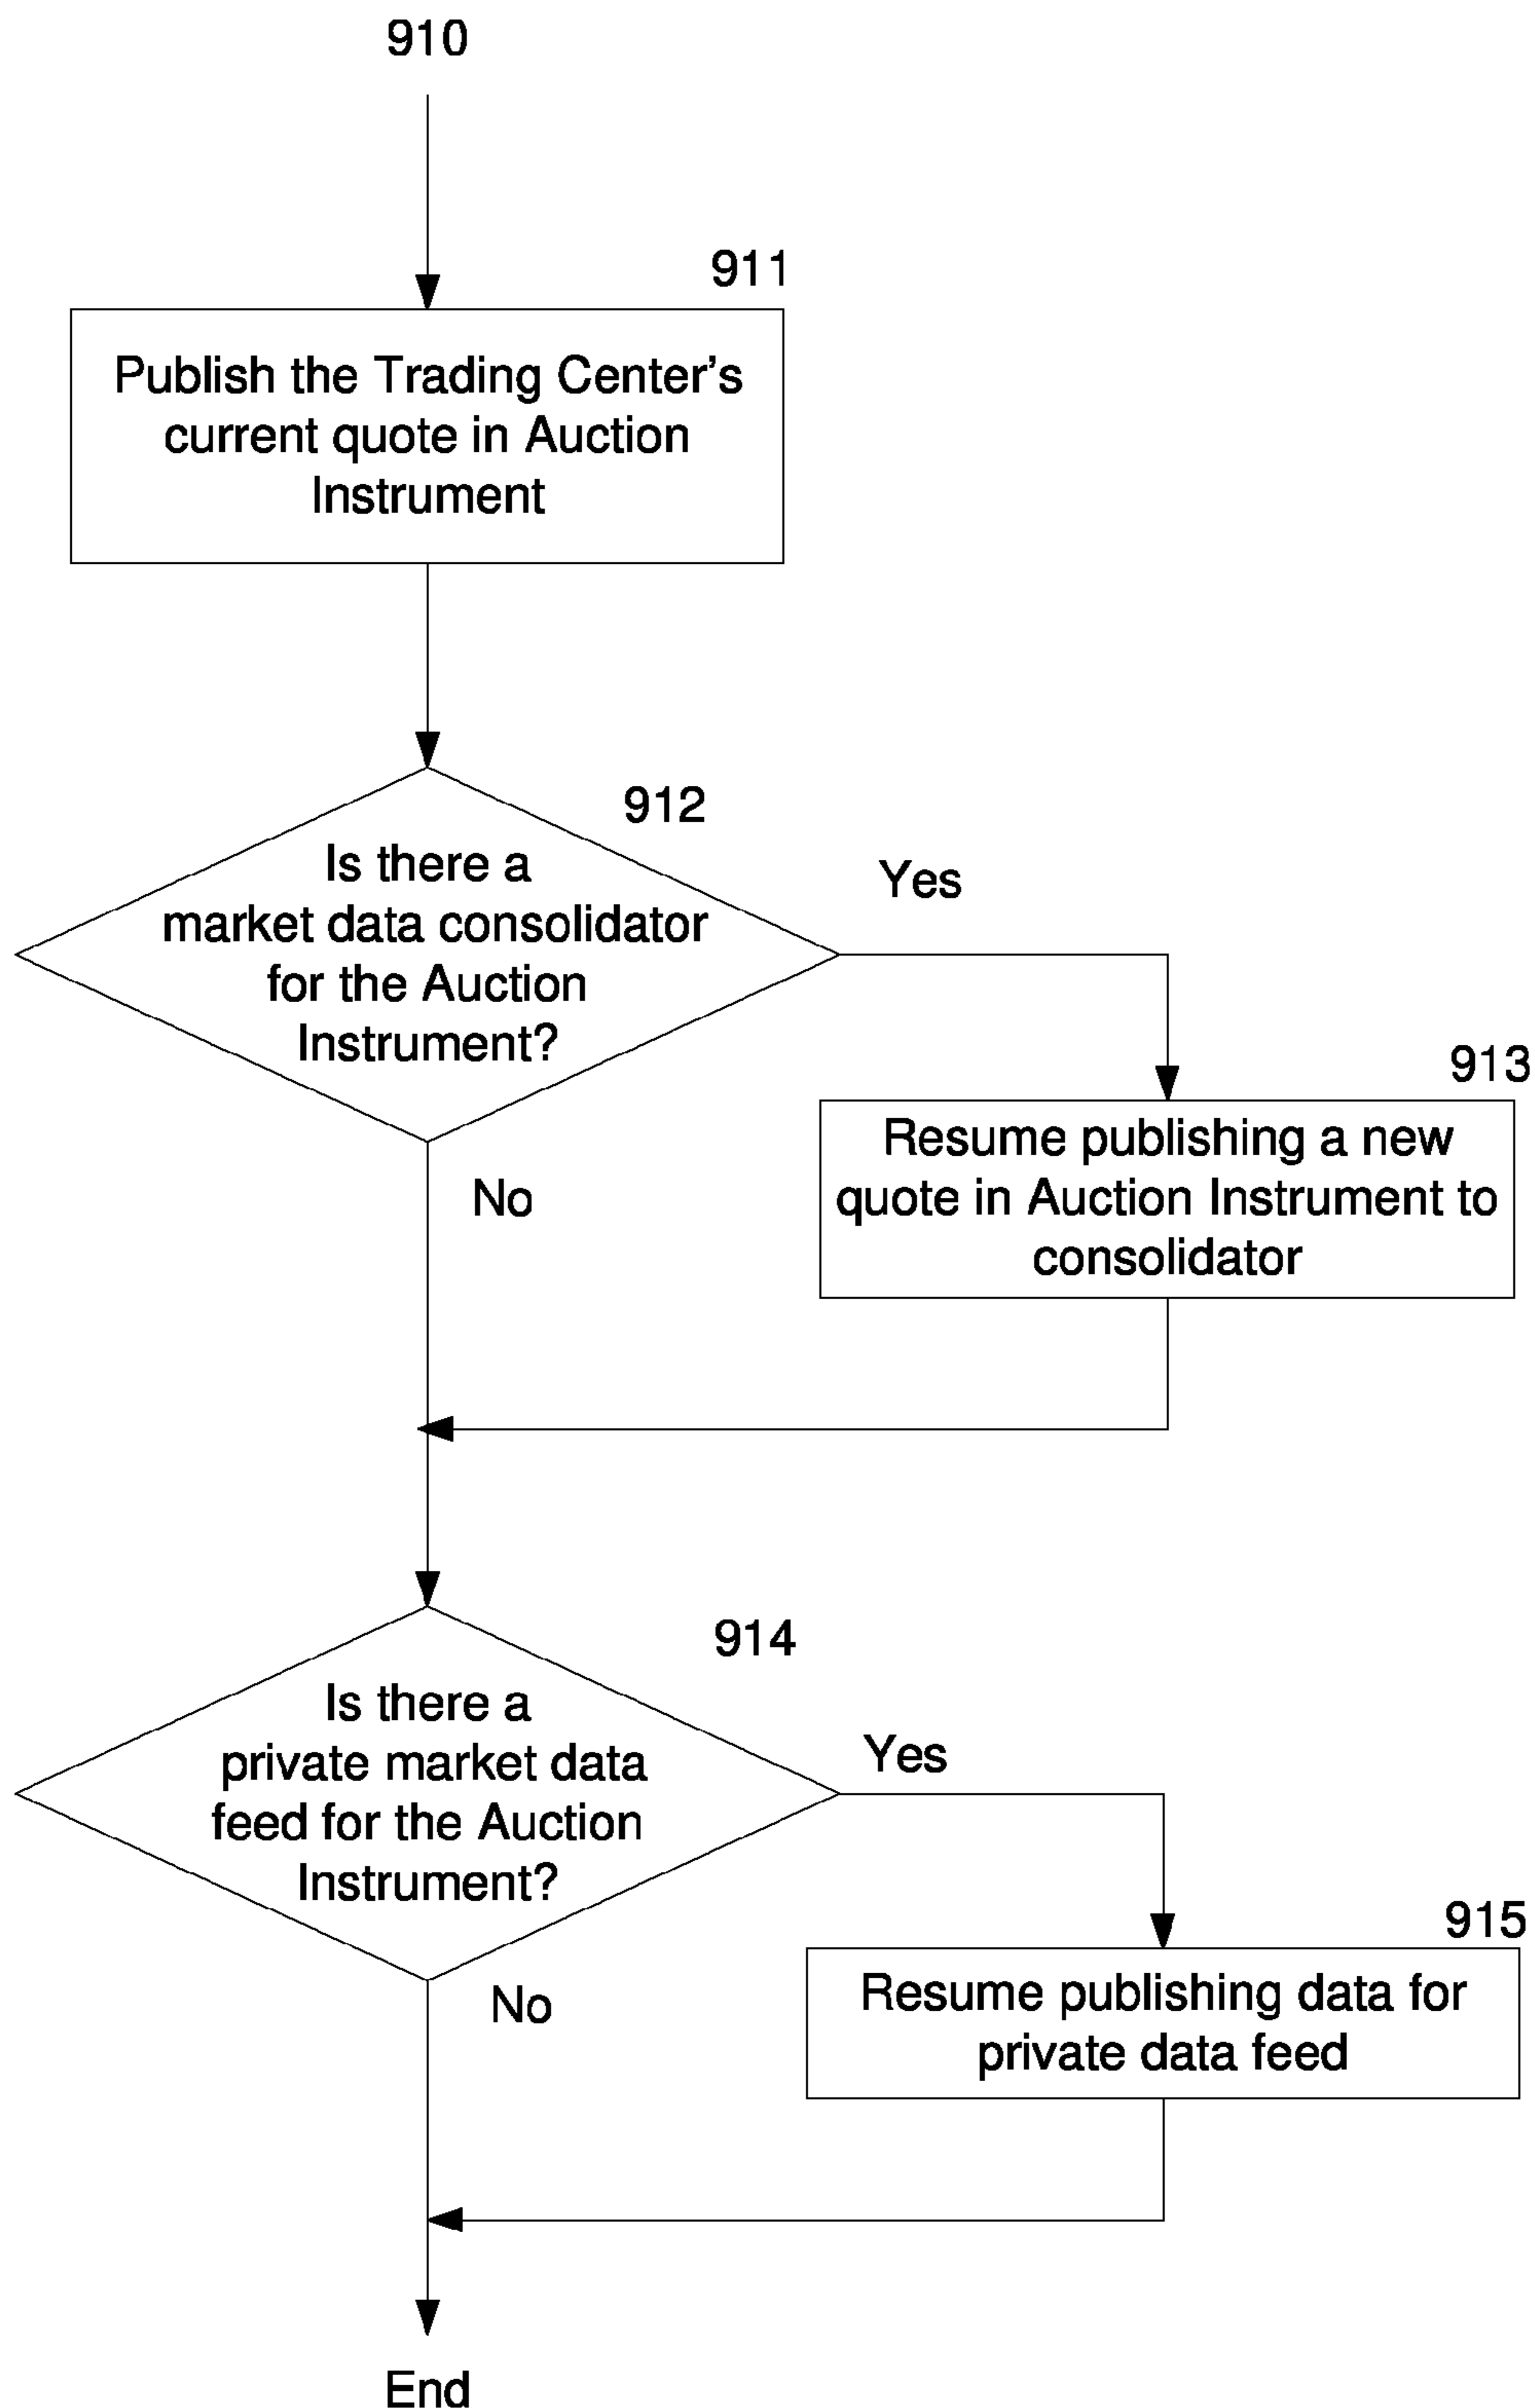 910
911
Publish the Trading Center's
current quote in Auction
Instrument
912
Is there a
market data consolidator
for the Auction
Instrument?
Yes
No
913
Resume publishing a new
quote in Auction Instrument to
consolidator
914
Is there a
private market data
feed for the Auction
Instrument?
Yes
No
915
Resume publishing data for
private data feed
End